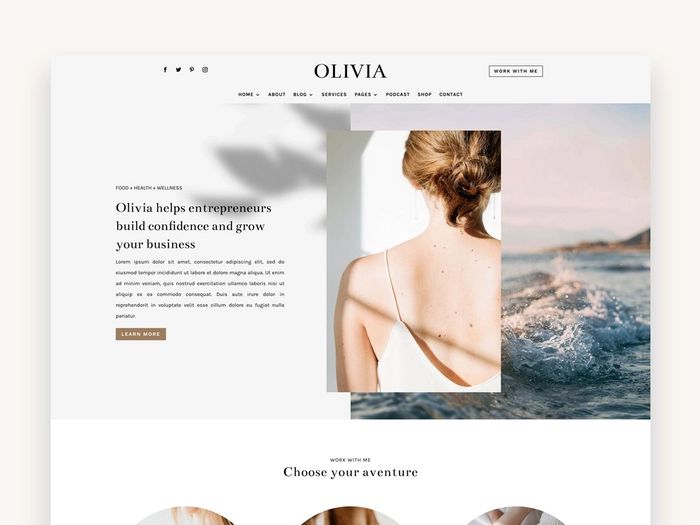 OLIVIA
WORK WITH ME
HOME
ABOUT
BLOG
SERVICES
PAGES
PODCAST
SHOP
CONTACT
FOOD + HEALTH + WELLNESS
Olivia helps entrepreneurs
build confidence and grow
your business
Lorem ipsum dolor sit amet, consectetur adipiscing elit, sed do
eiusmod tempor incididunt ut labore et dolore magna aliqua. Ut enim
ad minim veniam, quis nostrud exercitation ullamco laboris nisi ut
aliquip ex ea commodo consequat. Duis aute irure dolor in
reprehenderit in voluptate velit esse cillum dolore eu fugiat nulla
pariatur.
LEARN MORE
WORK WITH ME
Choose your aventure